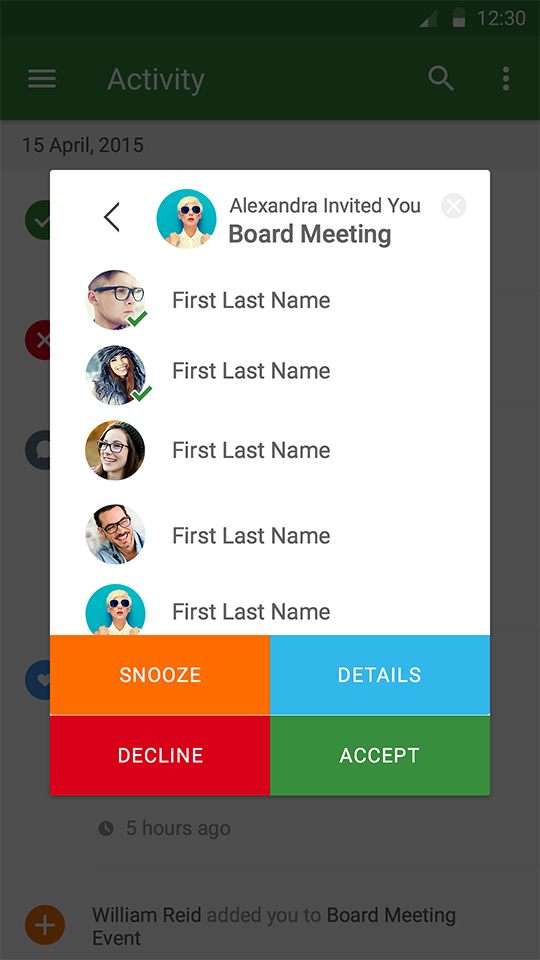 12:30
Activity
15 April, 2015
Alexandra Invited You
Board Meeting
First Last Name
First Last Name
First Last Name
First Last Name
First Last Name
SNOOZE
DETAILS
DECLINE
ACCEPT
5 hours ago
William Reid added you to Board Meeting
Event